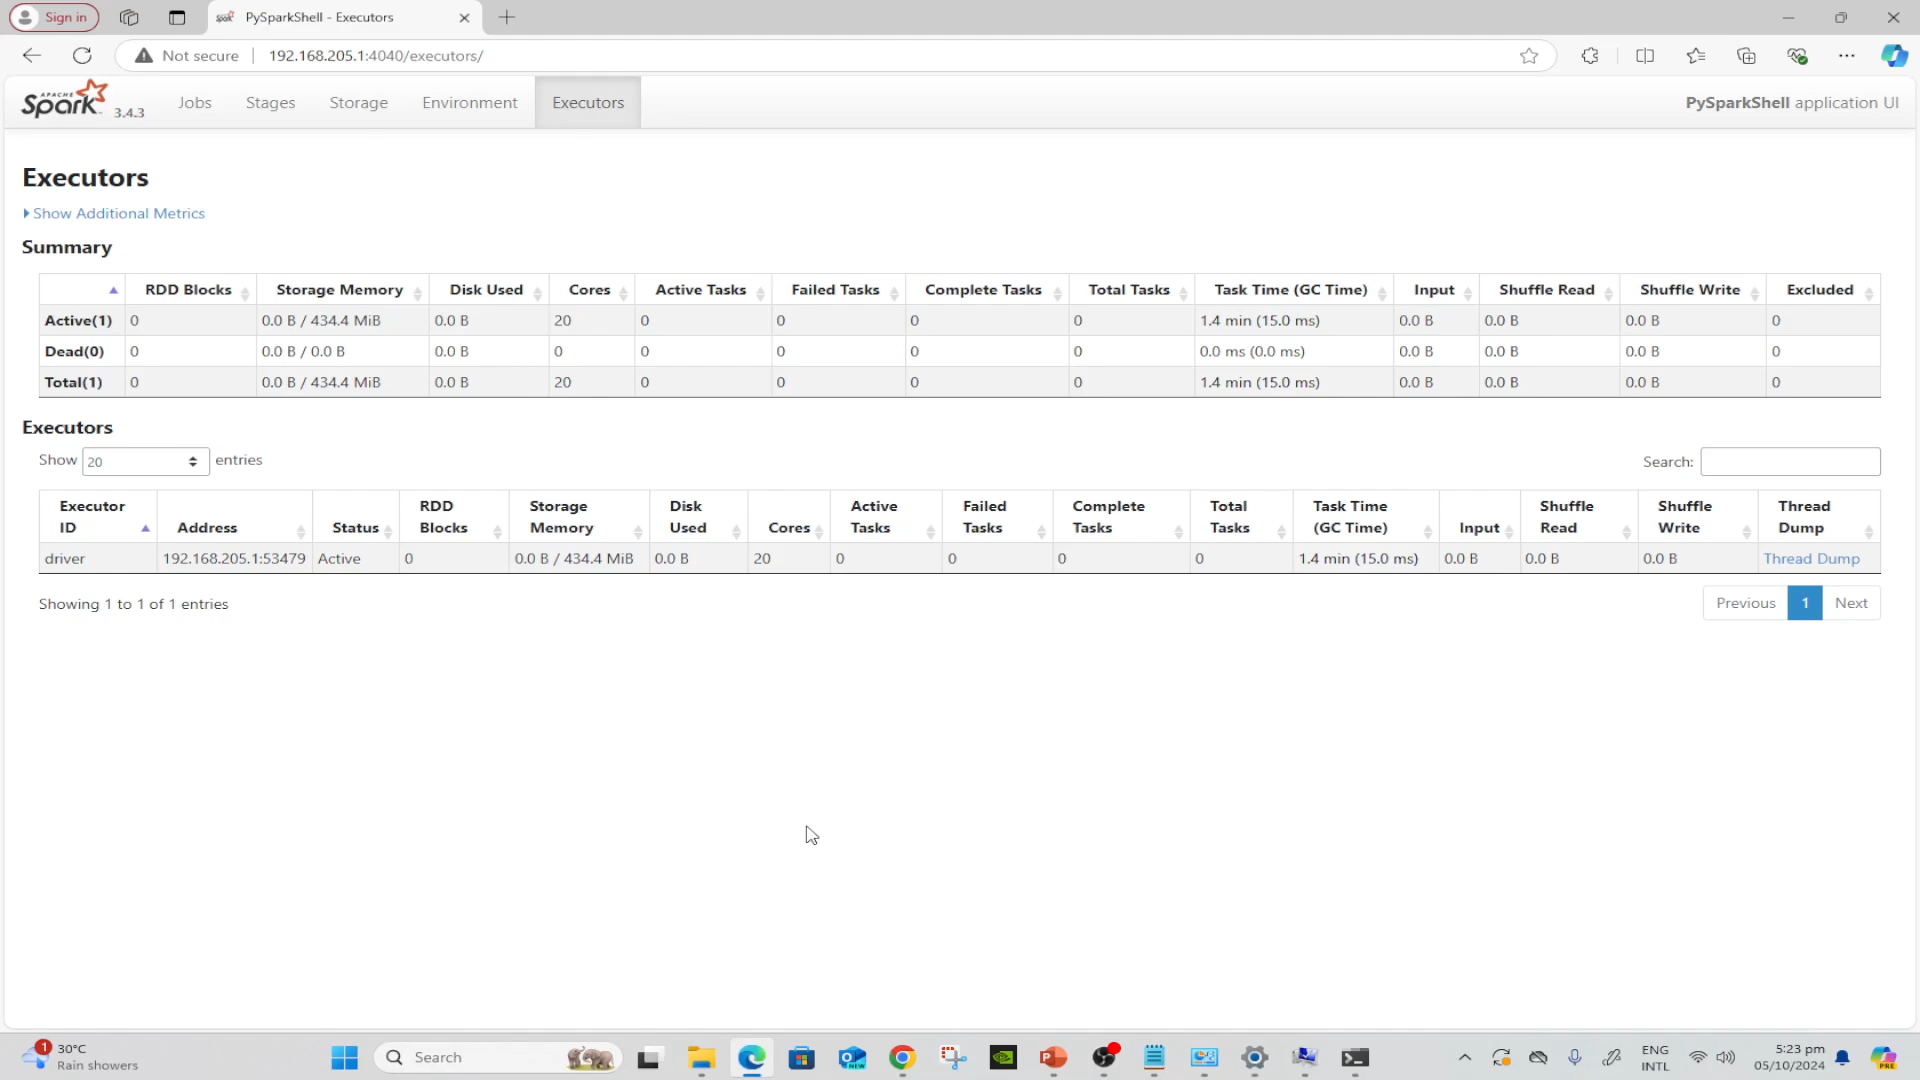 Sign in
PySparkShell - Executors
Not secure
192.168.205.1:4040/executors/
APACHE
Spark 3.4.3
Jobs Stages Storage Environment Executors
PySparkShell application UI
Executors
Show Additional Metrics
Summary
RDD Blocks Storage Memory Disk Used Cores Active Tasks Failed Tasks Complete Tasks Total Tasks Task Time (GC Time) Input Shuffle Read Shuffle Write Excluded
Active(1) 0 0.0 B / 434.4 MiB 0.0 B 20 0 0 0 0 1.4 min (15.0 ms) 0.0 B 0.0 B 0.0 B 0
Dead(0) 0 0.0 B / 0.0 B 0.0 B 0 0 0 0 0 0.0 ms (0.0 ms) 0.0 B 0.0 B 0.0 B 0
Total(1) 0 0.0 B / 434.4 MiB 0.0 B 20 0 0 0 0 1.4 min (15.0 ms) 0.0 B 0.0 B 0.0 B 0
Executors
Show 20 entries
Search:
Executor ID Address Status RDD Blocks Storage Memory Disk Used Cores Active Tasks Failed Tasks Complete Tasks Total Tasks Task Time (GC Time) Input Shuffle Read Shuffle Write Thread Dump
driver 192.168.205.1:53479 Active 0 0.0 B / 434.4 MiB 0.0 B 20 0 0 0 0 1.4 min (15.0 ms) 0.0 B 0.0 B 0.0 B Thread Dump
Showing 1 to 1 of 1 entries
Previous 1 Next
1
30°C
Rain showers
Search
NEW
ENG
INTL
5:23 pm
05/10/2024
PRE